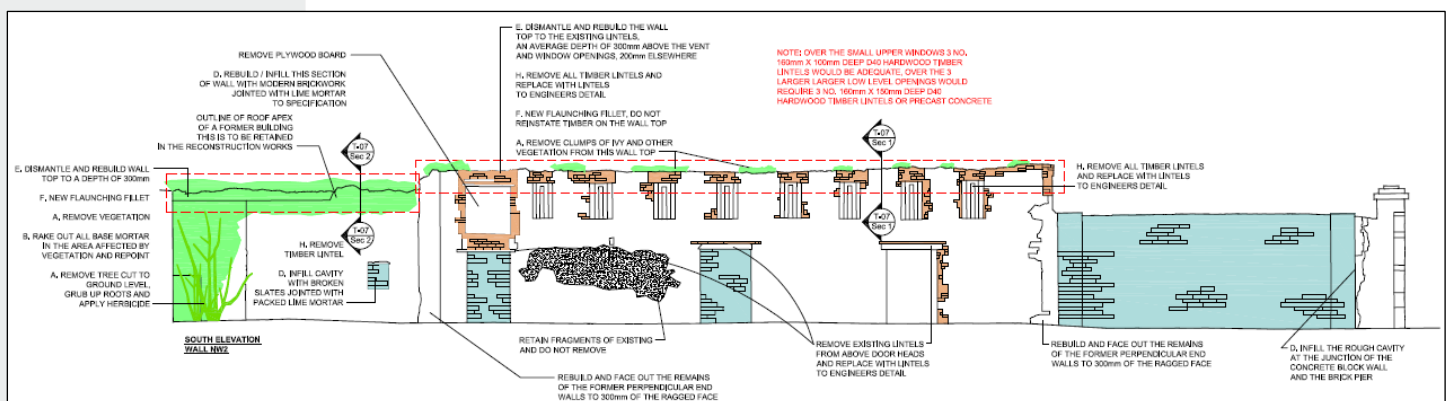 REMOVE PLYWOOD BOARD
D. REBUILD / INFILL THIS SECTION
OF WALL WITH MODERN BRICKWORK
JOINTED WITH LIME MORTAR
TO SPECIFICATION
OUTLINE OF ROOF APEX
OF A FORMER BUILDING
THIS IS TO BE RETAINED
IN THE RECONSTRUCTION WORKS
E. DISMANTLE AND REBUILD WALL
TOP TO A DEPTH OF 300mm
F. NEW FLAUNCHING FILLET
A. REMOVE VEGETATION
B. RAKE OUT ALL BASE MORTAR
IN THE AREA AFFECTED BY
VEGETATION AND REPOINT
A. REMOVE TREE CUT TO
GROUND LEVEL,
GRUB UP ROOTS AND
APPLY HERBICIDE
SOUTH ELEVATION
WALL NW2
H. REMOVE
TIMBER LINTEL
D. INFILL CAVITY
WITH BROKEN
SLATES JOINTED WITH
PACKED LIME MORTAR
T-07
Sec 2
T-07
Sec 2
E. DISMANTLE AND REBUILD THE WALL
TOP TO THE EXISTING LINTELS,
AN AVERAGE DEPTH OF 300mm ABOVE THE VENT
AND WINDOW OPENINGS, 200mm ELSEWHERE
H. REMOVE ALL TIMBER LINTELS AND
REPLACE WITH LINTELS
TO ENGINEERS DETAIL
F. NEW FLAUNCHING FILLET, DO NOT
REINSTATE TIMBER ON THE WALL TOP
A. REMOVE CLUMPS OF IVY AND OTHER
VEGETATION FROM THIS WALL TOP
NOTE: OVER THE SMALL UPPER WINDOWS 3 NO.
160mm X 100mm DEEP D40 HARDWOOD TIMBER
LINTELS WOULD BE ADEQUATE, OVER THE 3
LARGER LARGER LOW LEVEL OPENINGS WOULD
REQUIRE 3 NO. 160mm X 150mm DEEP D40
HARDWOOD TIMBER LINTELS OR PRECAST CONCRETE
T-07
Sec 1
T-07
Sec 1
H. REMOVE ALL TIMBER LINTELS
AND REPLACE WITH LINTELS
TO ENGINEERS DETAIL
RETAIN FRAGMENTS OF EXISTING
AND DO NOT REMOVE
REBUILD AND FACE OUT THE REMAINS
OF THE FORMER PERPENDICULAR END
WALLS TO 300mm OF THE RAGGED FACE
REMOVE EXISTING LINTELS
FROM ABOVE DOOR HEADS
AND REPLACE WITH LINTELS
TO ENGINEERS DETAIL
REBUILD AND FACE OUT THE REMAINS
OF THE FORMER PERPENDICULAR END
WALLS TO 300mm OF THE RAGGED FACE
D. INFILL THE ROUGH CAVITY
AT THE JUNCTION OF THE
CONCRETE BLOCK WALL
AND THE BRICK PIER